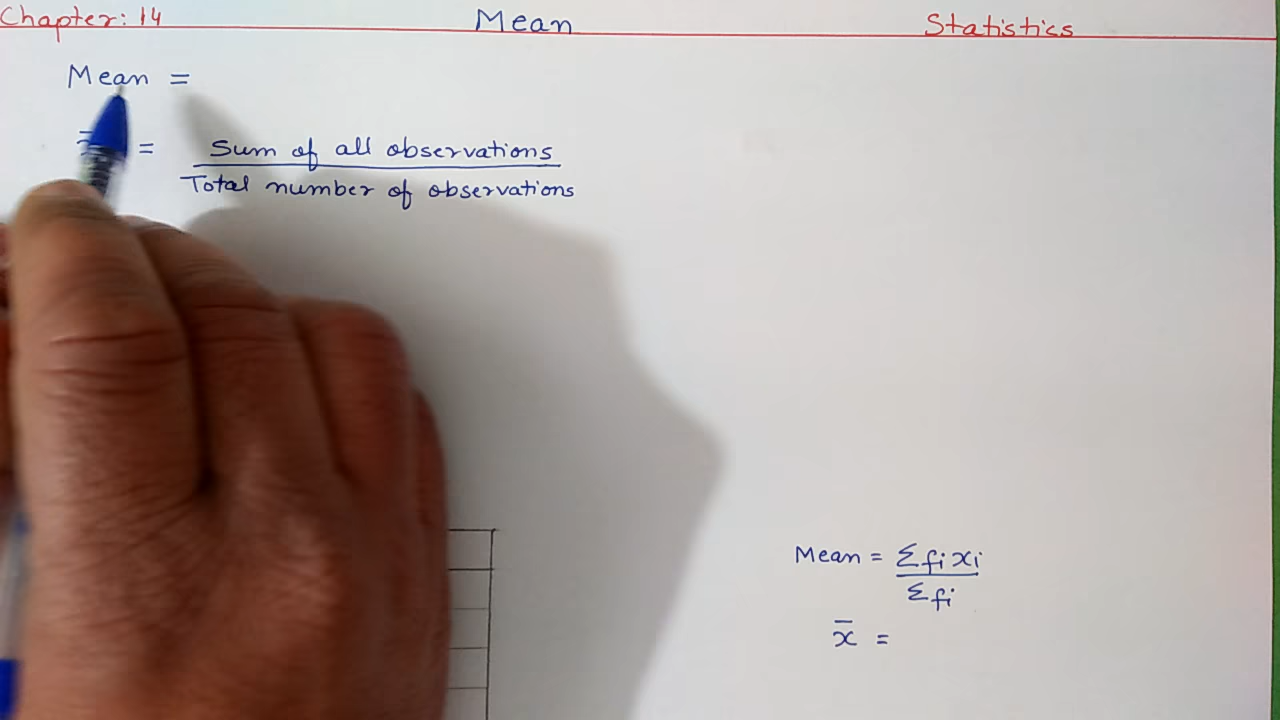 Chapter: 14 Mean Statistics
Mean =
= Sum of all observations
Total number of observations
Mean = Σfixi
Σfi
x̄ =